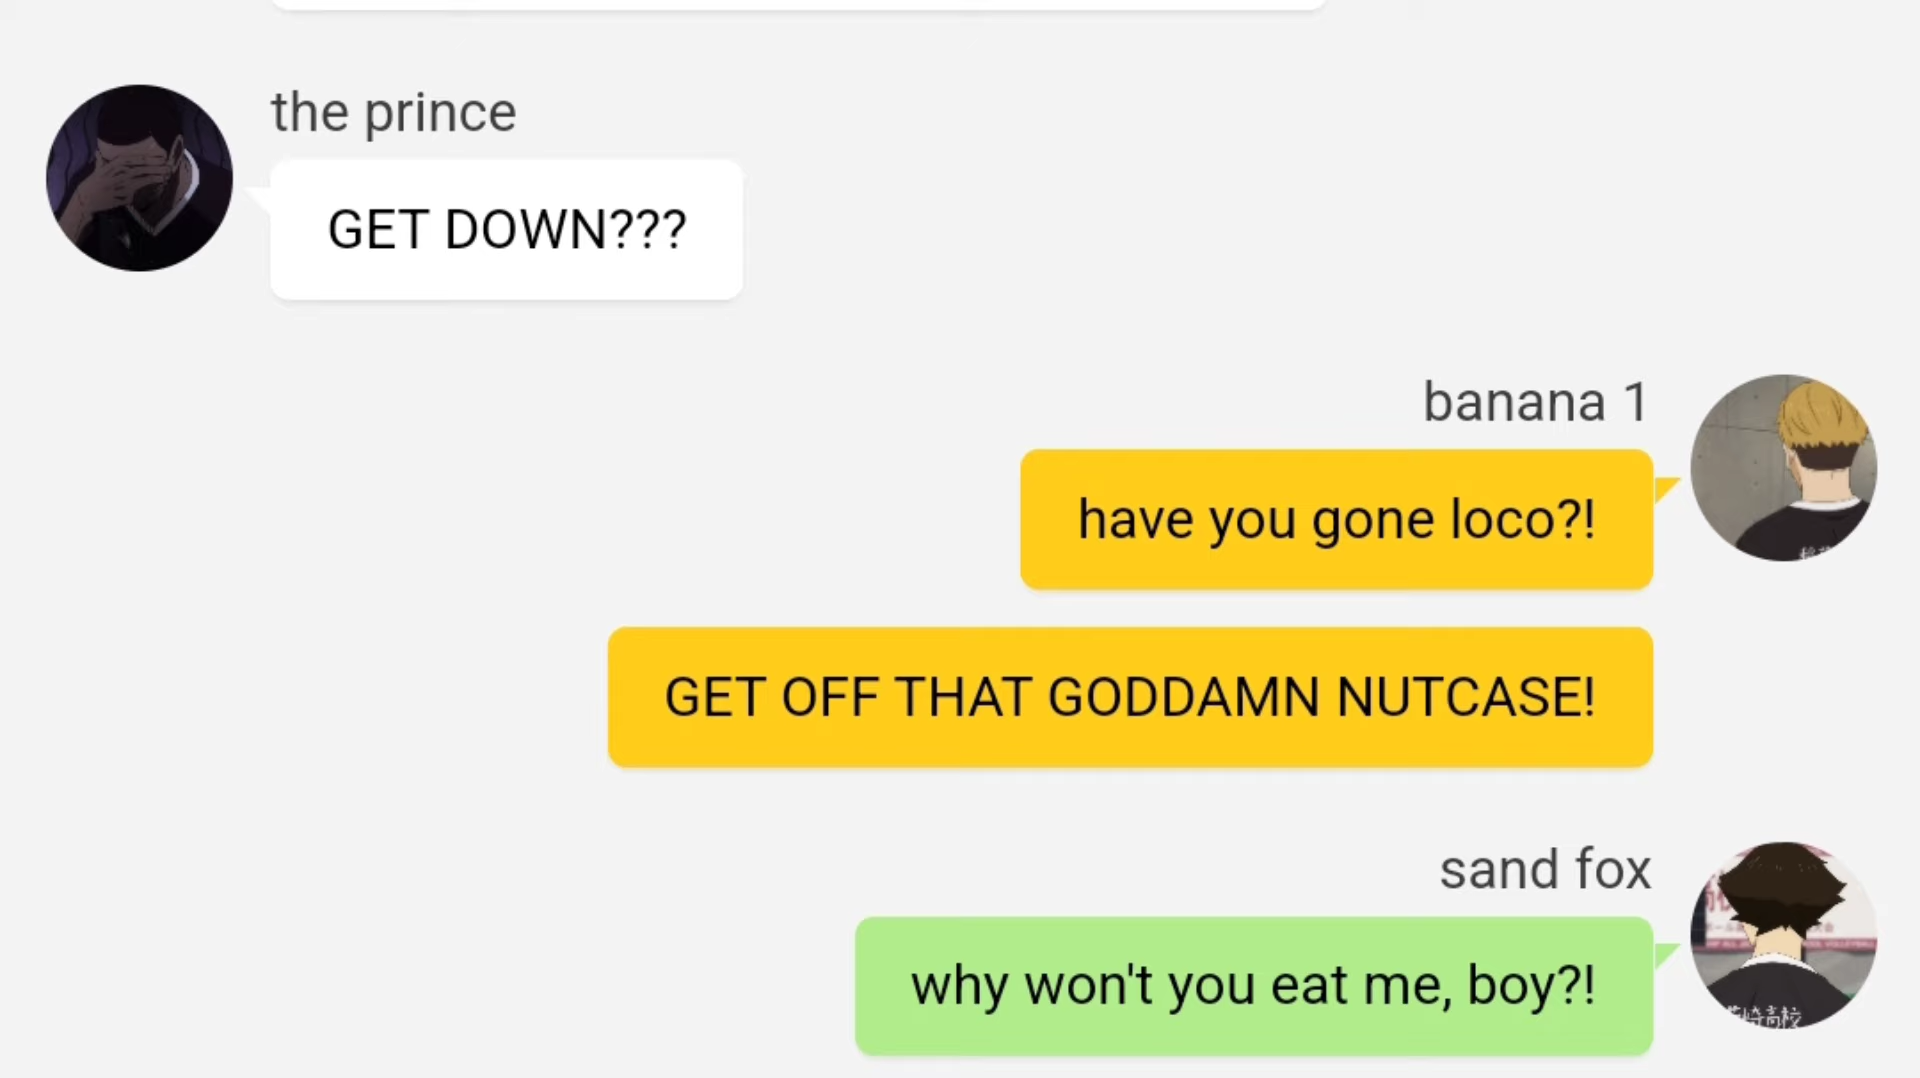 the prince
GET DOWN???
banana 1
have you gone loco?!
GET OFF THAT GODDAMN NUTCASE!
sand fox
why won't you eat me, boy?!